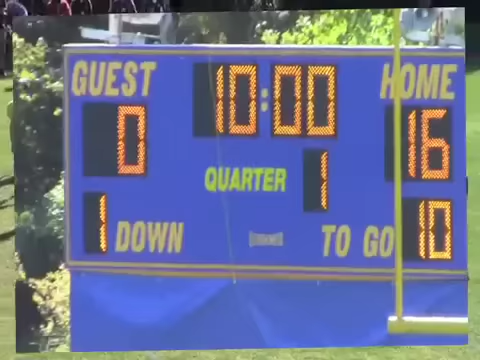 GUEST 10:00 HOME
0 16
QUARTER 1
1 DOWN TO GO 10